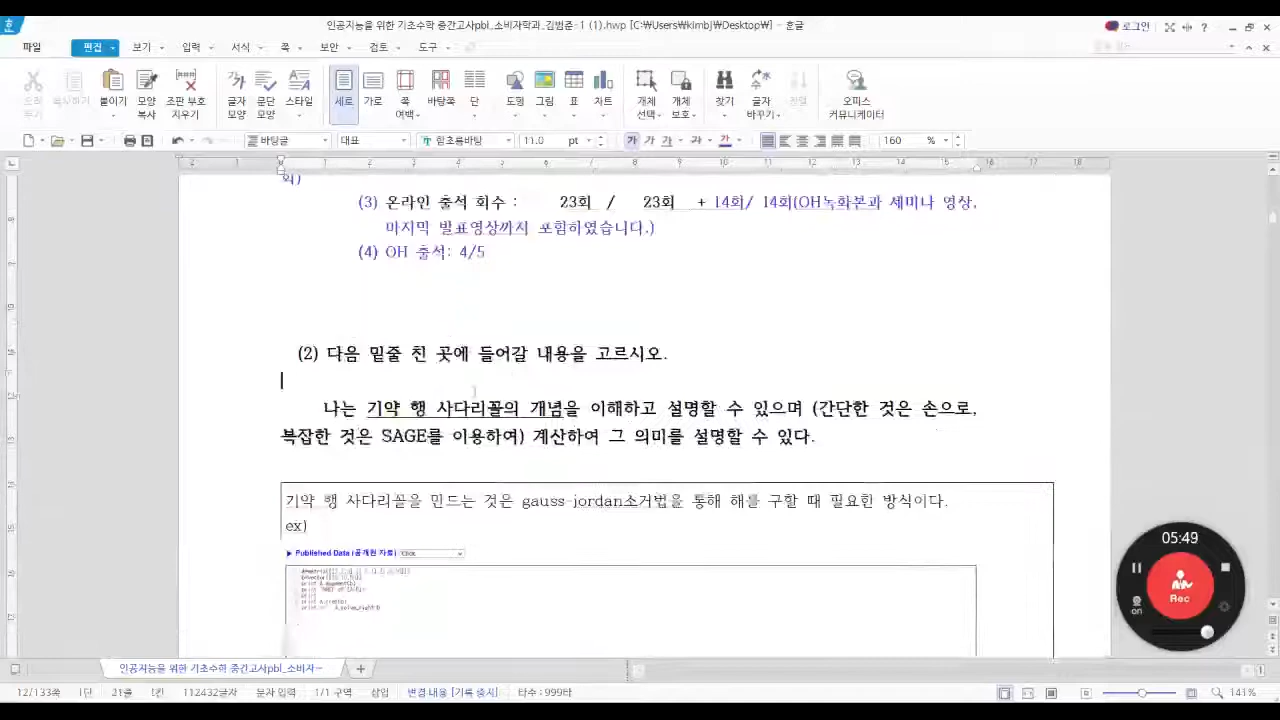 인공지능을 위한 기초수학 중간고사pbl_소비자학과_김범준-1 (1).hwp [C:₩Users₩kimbj₩Desktop₩] - 한글
로그인
파일 편집 보기 입력 서식 쪽 보안 검토 도구
오려 복사하기 붙이기 모양 복사 조판 부호 지우기 글자 모양 문단 모양 스타일 세로 가로 쪽 여백 바탕쪽 단 도형 그림 표 차트 개체 선택 개체 보호 찾기 글자 바꾸기 정렬 오피스 커뮤니케이터
바탕글 대표 함초롬바탕 11.0 pt 가 가 가 가 가 160 %
(3) 온라인 출석 회수 : 23회 / 23회 + 14회/ 14회(OH녹화본과 세미나 영상,
마지막 발표영상까지 포함하였습니다.)
(4) OH 출석: 4/5
(2) 다음 밑줄 친 곳에 들어갈 내용을 고르시오.
나는 기약 행 사다리꼴의 개념을 이해하고 설명할 수 있으며 (간단한 것은 손으로,
복잡한 것은 SAGE를 이용하여) 계산하여 그 의미를 설명할 수 있다.
기약 행 사다리꼴을 만드는 것은 gauss-jordan소거법을 통해 해를 구할 때 필요한 방식이다.
ex)
Published Data (공개된 자료) Click
05:49
Rec
on
인공지능을 위한 기초수학 중간고사pbl_소비자
12/133쪽 1단 21줄 1칸 112432글자 문자 입력 1/1 구역 삽입 변경 내용 [기록 중지] 타수 : 999타 141%